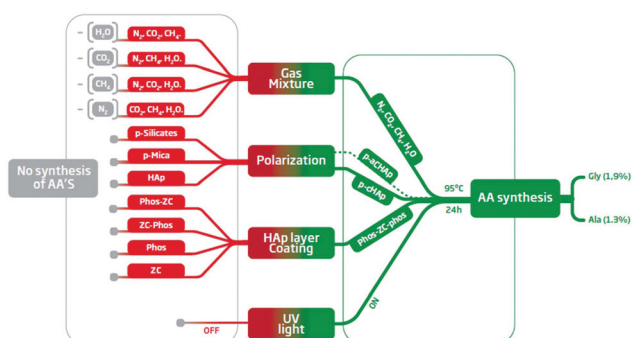 - [H₂O] N₂, CO₂, CH₄.
- [CO₂] N₂, CH₄, H₂O.
- [CH₄] N₂, CO₂, H₂O.
- [N₂] CO₂, CH₄, H₂O.
Gas
Mixture
N₂, CO₂, CH₄, H₂O
No synthesis
of AA'S
p-Silicates
p-Mica
HAp
Polarization
p-aCHAp
p-cHAp
Phos-ZC
ZC-Phos
Phos
ZC
HAp layer
Coating
Phos-ZC-phos
OFF
UV
light
ON
95ºC
24h
AA synthesis
Gly (1,9%)
Ala (1.3%)